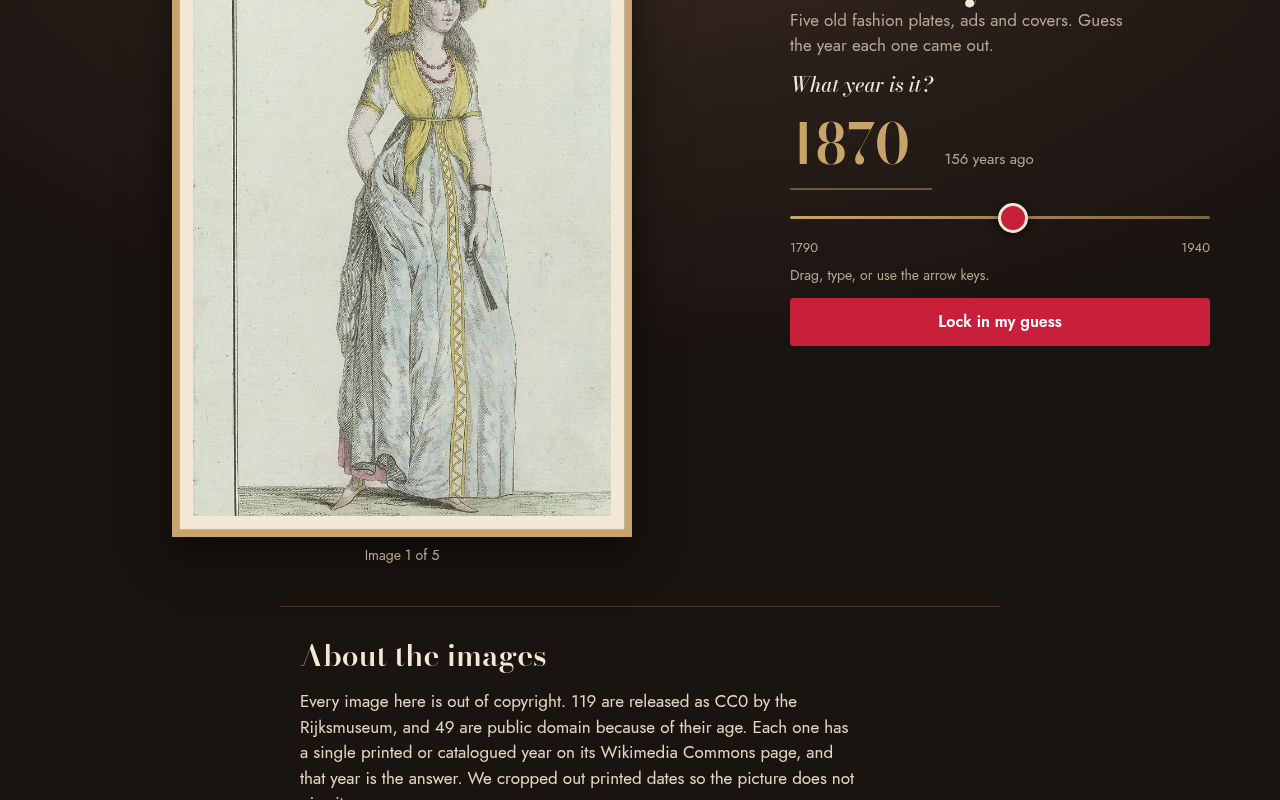 Five old fashion plates, ads and covers. Guess
the year each one came out.
What year is it?
1870
156 years ago
1790
1940
Drag, type, or use the arrow keys.
Lock in my guess
Image 1 of 5
About the images
Every image here is out of copyright. 119 are released as CC0 by the
Rijksmuseum, and 49 are public domain because of their age. Each one has
a single printed or catalogued year on its Wikimedia Commons page, and
that year is the answer. We cropped out printed dates so the picture does not